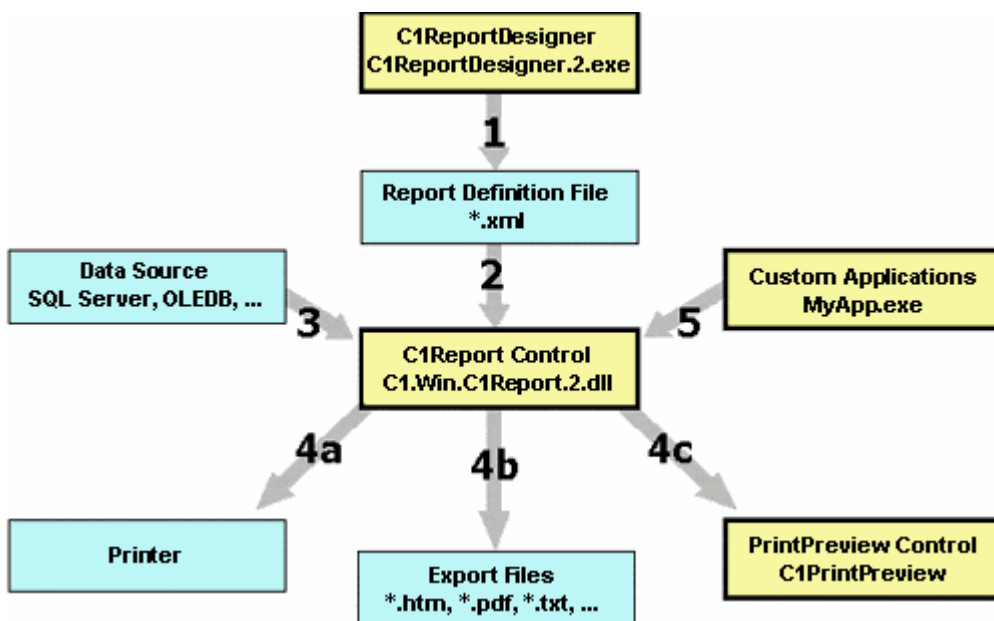 C1ReportDesigner
C1ReportDesigner.2.exe
1
Report Definition File
*.xml
2
Data Source
SQL Server, OLEDB, ...
3
Custom Applications
MyApp.exe
5
C1Report Control
C1.Win.C1Report.2.dll
4a
4b
4c
Printer
Export Files
*.htm, *.pdf, *.txt, ...
PrintPreview Control
C1PrintPreview